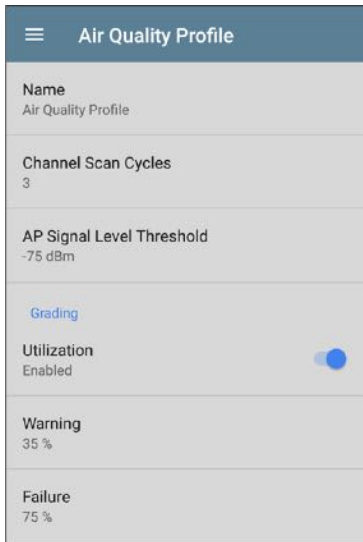 Air Quality Profile
Name
Air Quality Profile
Channel Scan Cycles
3
AP Signal Level Threshold
-75 dBm
Grading
Utilization
Enabled
Warning
35 %
Failure
75 %